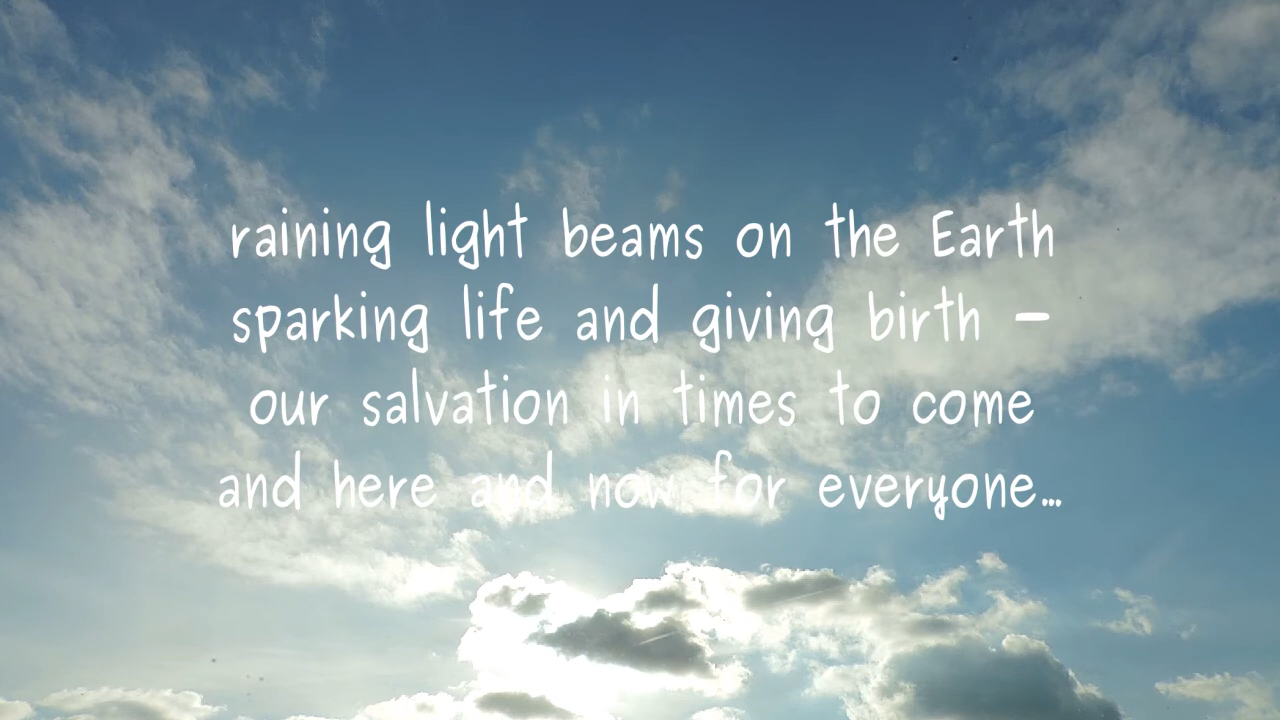 raining light beams on the Earth
sparking life and giving birth –
our salvation in times to come
and here and now for everyone...